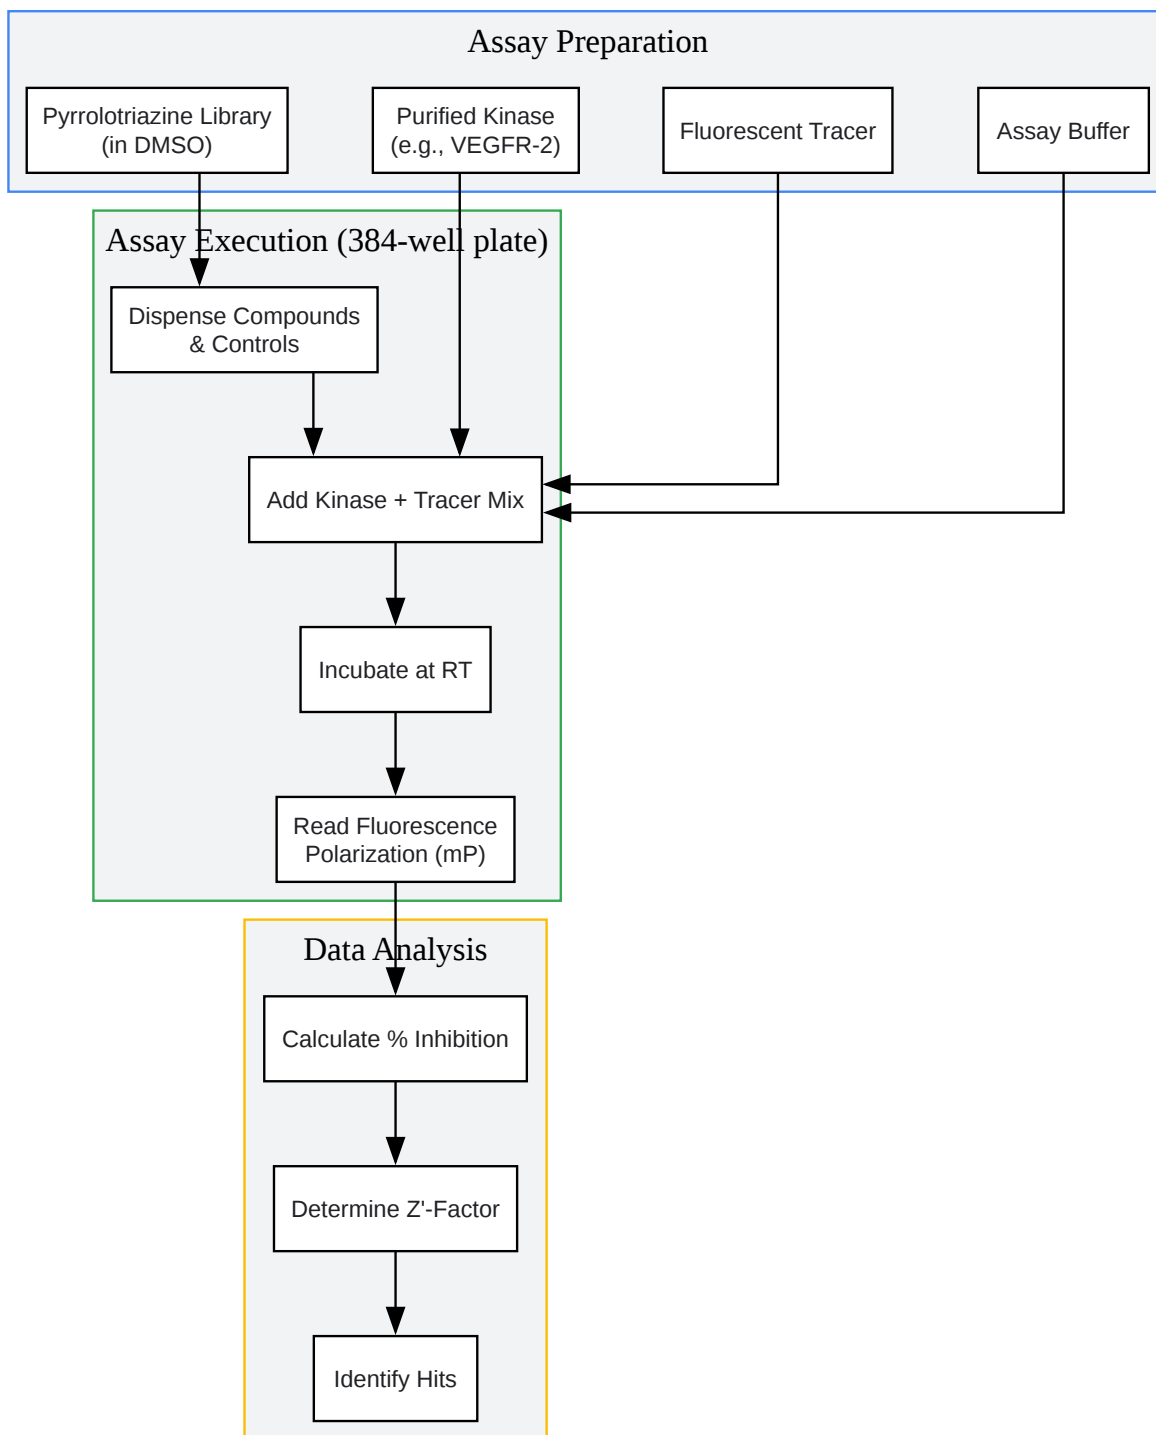 Assay Preparation
Pyrrolotriazine Library
(in DMSO)
Purified Kinase
(e.g., VEGFR-2)
Fluorescent Tracer
Assay Buffer
Assay Execution (384-well plate)
Dispense Compounds
& Controls
Add Kinase + Tracer Mix
Incubate at RT
Read Fluorescence
Polarization (mP)
Data Analysis
Calculate % Inhibition
Determine Z'-Factor
Identify Hits